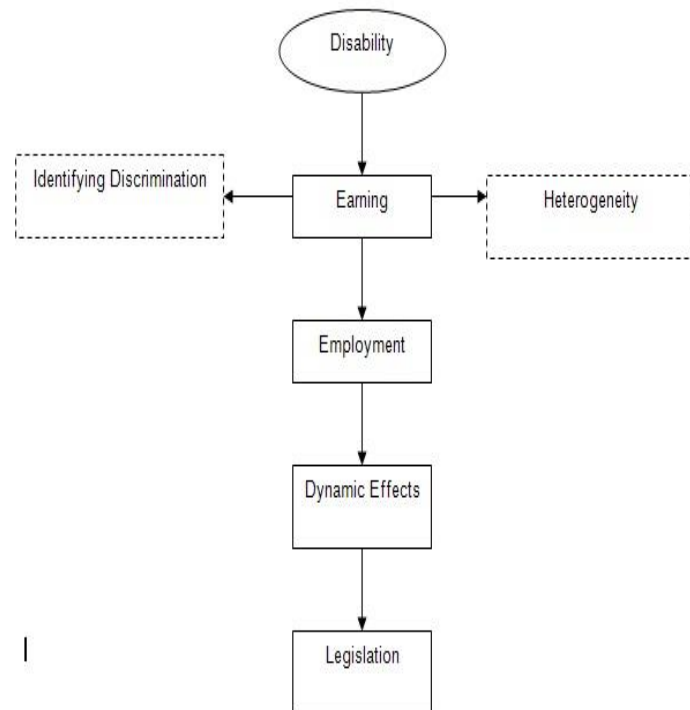 Disability
Identifying Discrimination
Earning
Heterogeneity
Employment
Dynamic Effects
Legislation